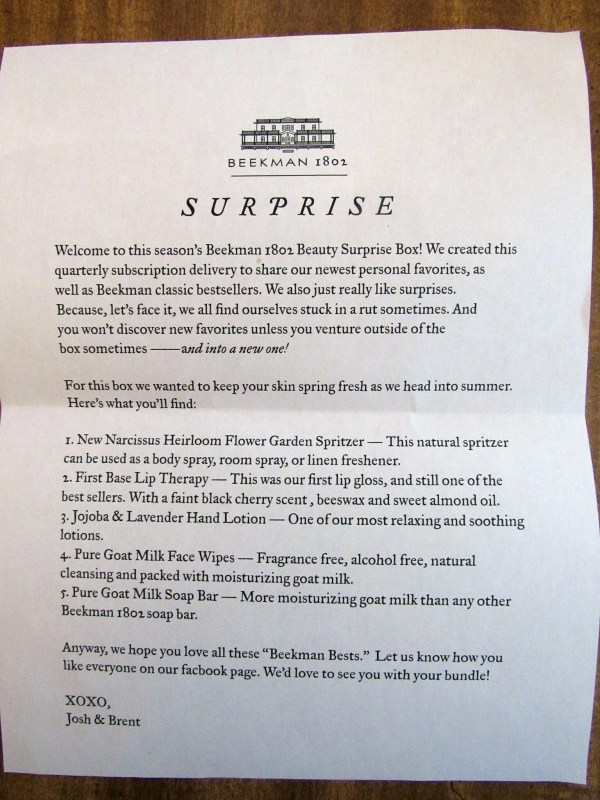 BEEKMAN 1802
SURPRISE
Welcome to this season's Beekman 1802 Beauty Surprise Box! We created this
quarterly subscription delivery to share our newest personal favorites, as
well as Beekman classic bestsellers. We also just really like surprises.
Because, let's face it, we all find ourselves stuck in a rut sometimes. And
you won't discover new favorites unless you venture outside of the
box sometimes ——and into a new one!
For this box we wanted to keep your skin spring fresh as we head into summer.
Here's what you'll find:
1. New Narcissus Heirloom Flower Garden Spritzer — This natural spritzer
can be used as a body spray, room spray, or linen freshener.
2. First Base Lip Therapy — This was our first lip gloss, and still one of the
best sellers. With a faint black cherry scent , beeswax and sweet almond oil.
3. Jojoba & Lavender Hand Lotion — One of our most relaxing and soothing
lotions.
4. Pure Goat Milk Face Wipes — Fragrance free, alcohol free, natural
cleansing and packed with moisturizing goat milk.
5. Pure Goat Milk Soap Bar — More moisturizing goat milk than any other
Beekman 1802 soap bar.
Anyway, we hope you love all these "Beekman Bests." Let us know how you
like everyone on our facbook page. We'd love to see you with your bundle!
XOXO,
Josh & Brent